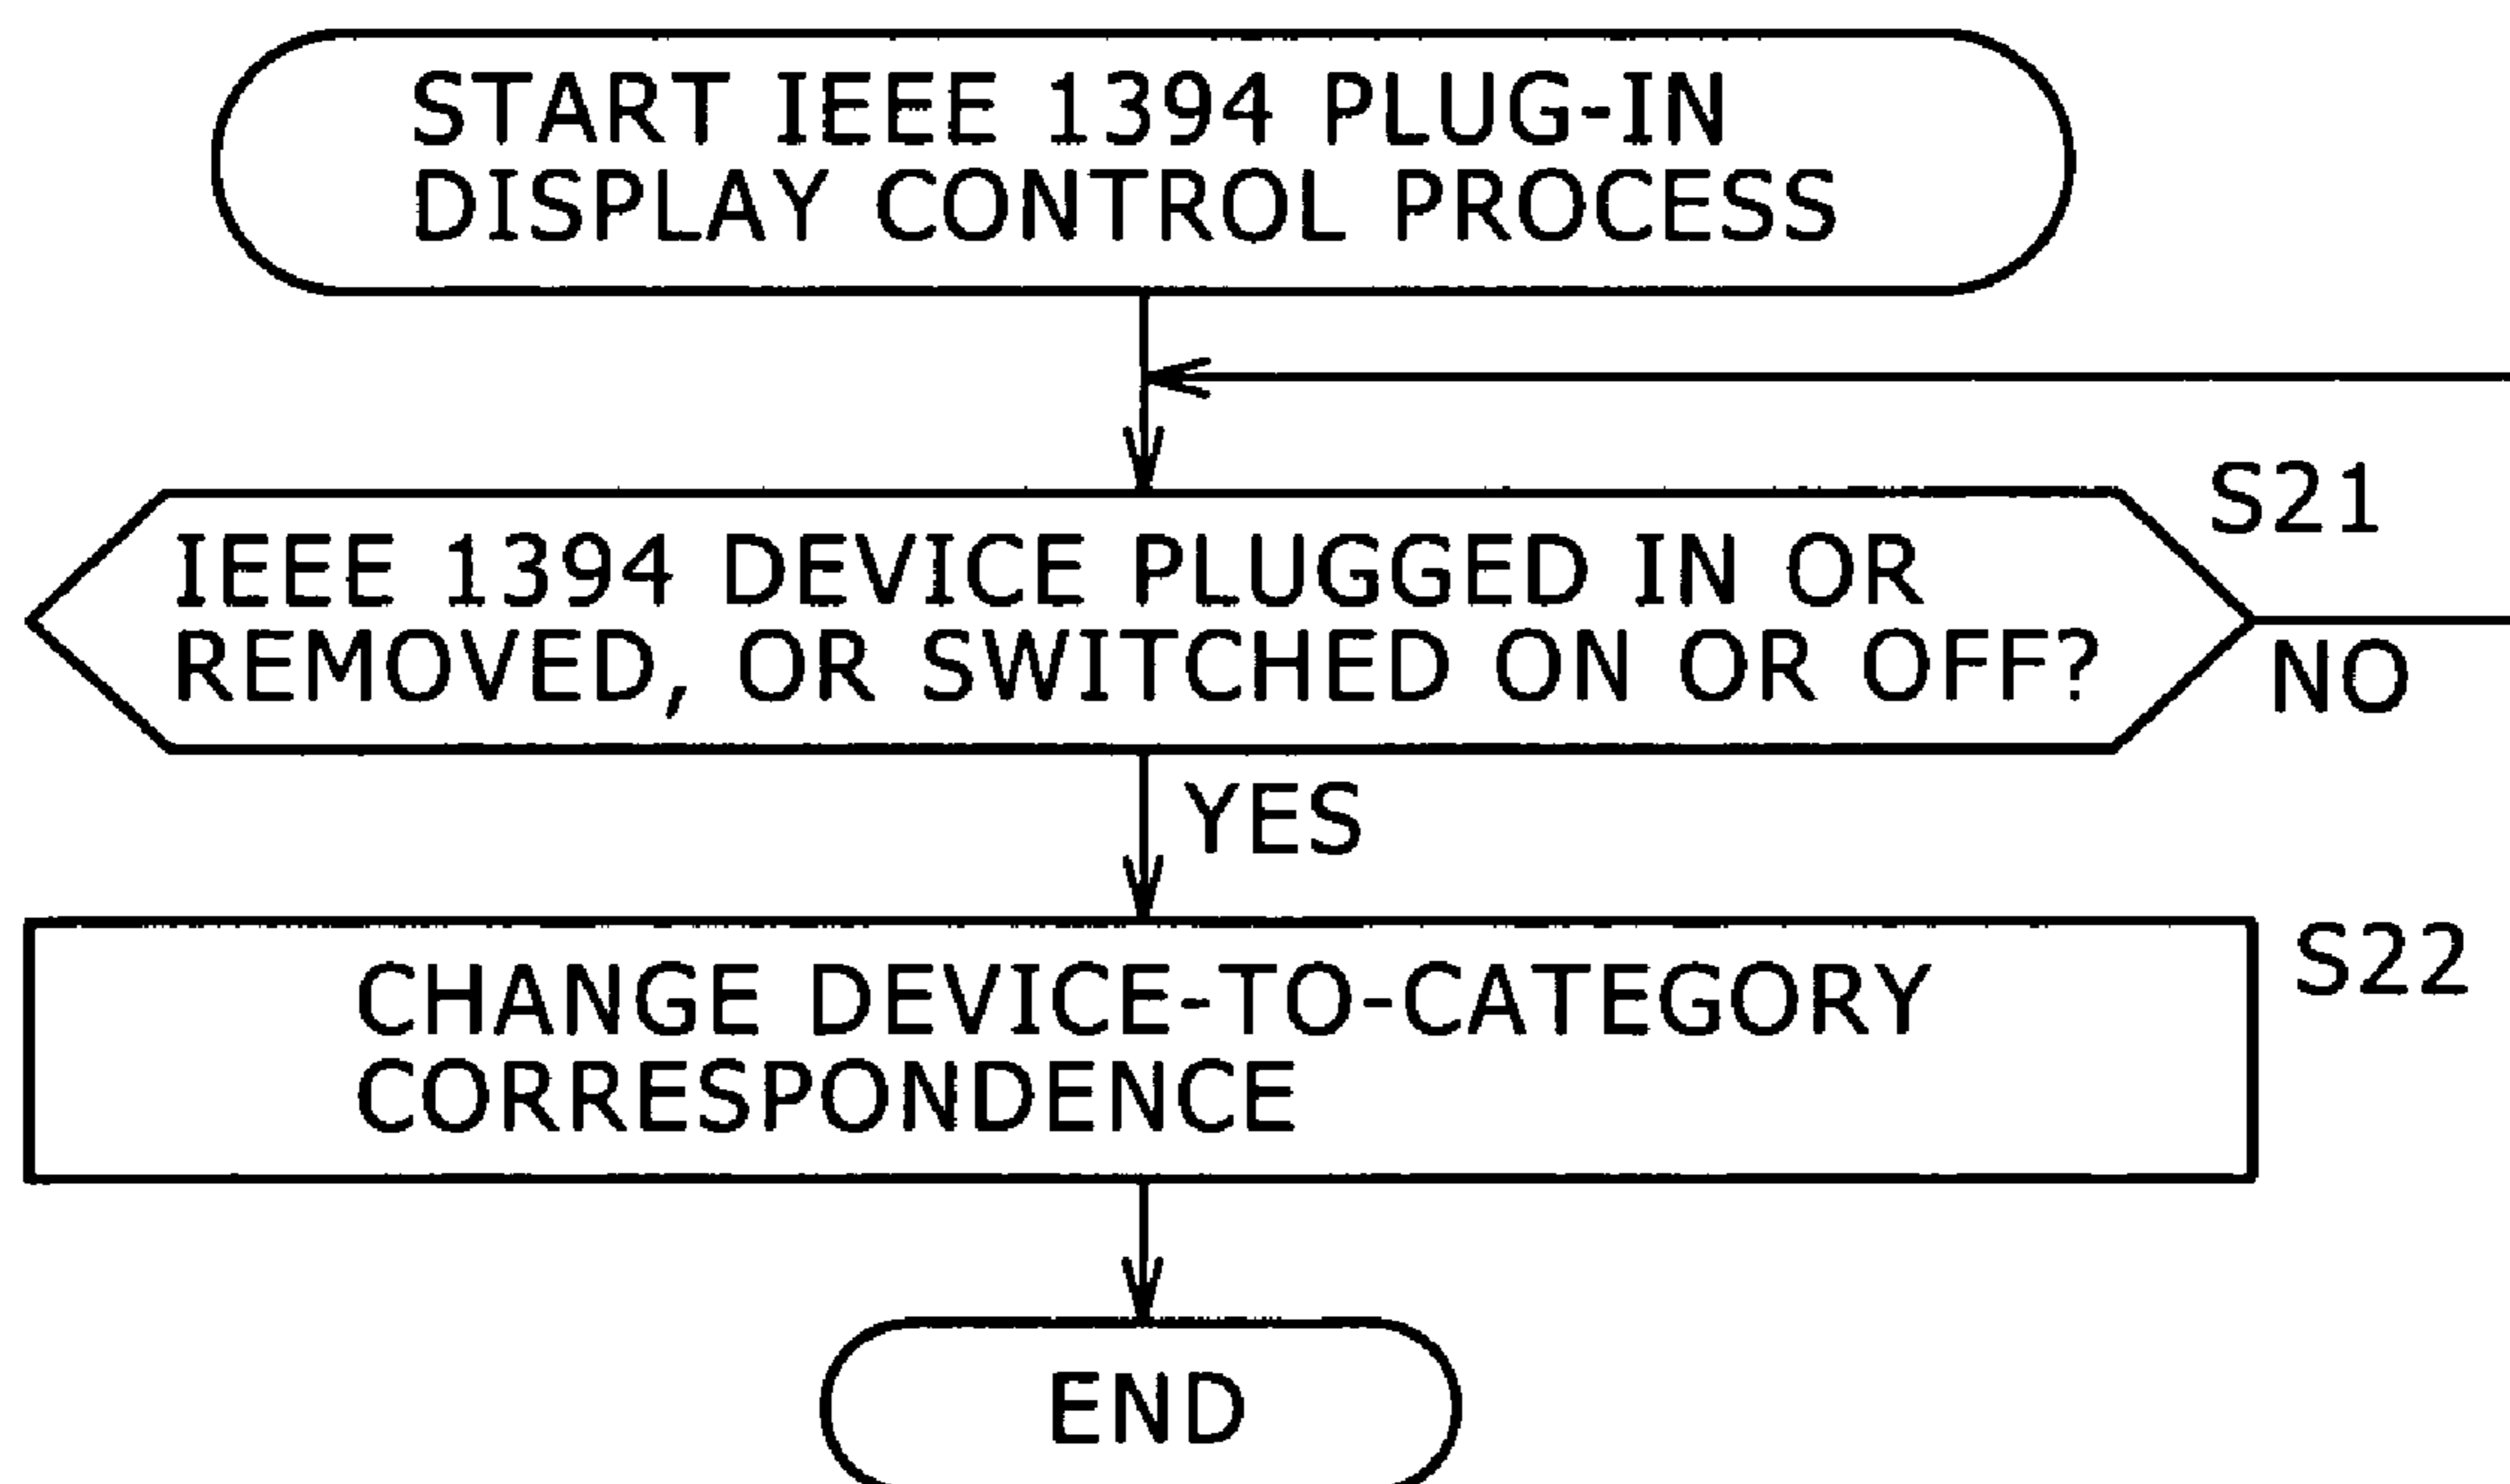 START IEEE 1394 PLUG-IN
DISPLAY CONTROL PROCESS
S21
IEEE 1394 DEVICE PLUGGED IN OR
REMOVED, OR SWITCHED ON OR OFF?
NO
YES
S22
CHANGE DEVICE-TO-CATEGORY
CORRESPONDENCE
END